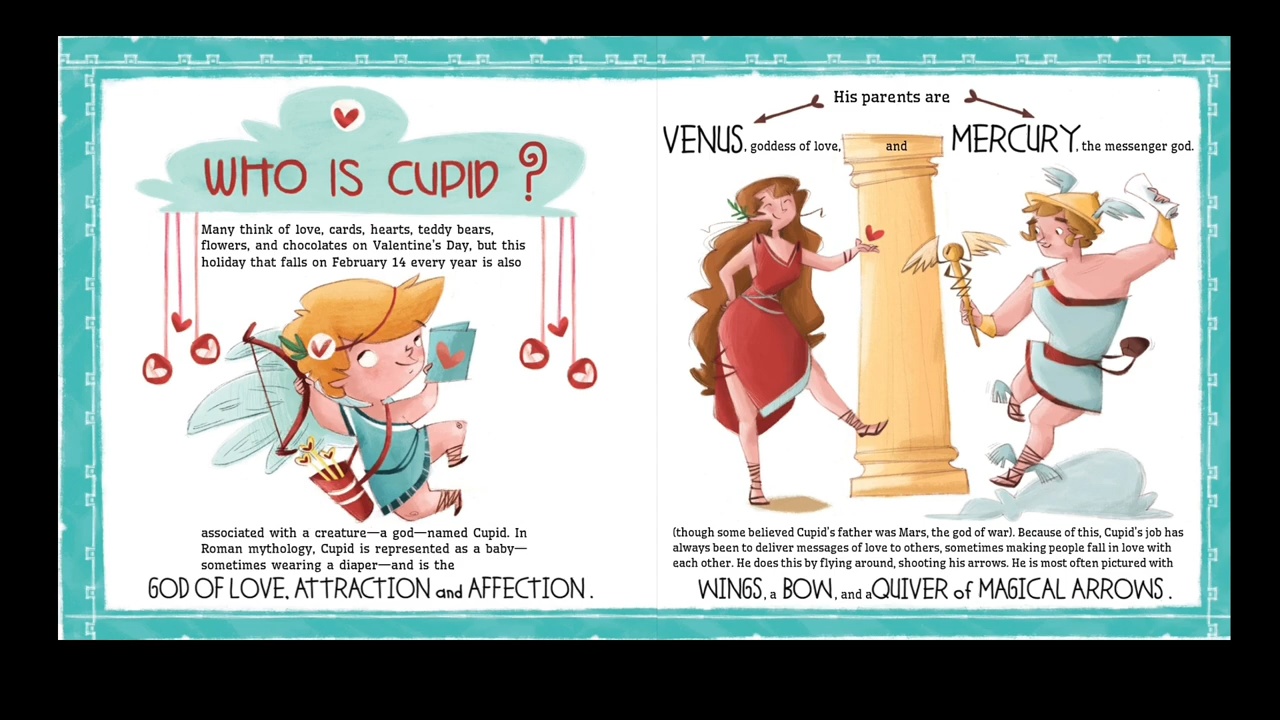 WHO IS CUPID ?
Many think of love, cards, hearts, teddy bears,
flowers, and chocolates on Valentine's Day, but this
holiday that falls on February 14 every year is also
associated with a creature—a god—named Cupid. In
Roman mythology, Cupid is represented as a baby—
sometimes wearing a diaper—and is the
GOD OF LOVE, ATTRACTION and AFFECTION.
His parents are
VENUS, goddess of love, and MERCURY, the messenger god.
(though some believed Cupid's father was Mars, the god of war). Because of this, Cupid's job has
always been to deliver messages of love to others, sometimes making people fall in love with
each other. He does this by flying around, shooting his arrows. He is most often pictured with
WINGS, a BOW, and a QUIVER of MAGICAL ARROWS.